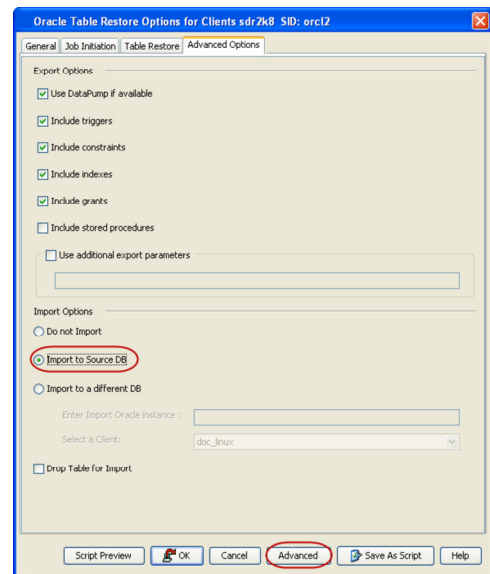 Oracle Table Restore Options for Clients sdr2k8 SID: orcl2
General Job Initiation Table Restore Advanced Options
Export Options
Use DataPump if available
Include triggers
Include constraints
Include indexes
Include grants
Include stored procedures
Use additional export parameters
Import Options
Do not Import
Import to Source DB
Import to a different DB
Enter Import Oracle instance :
Select a Client: doc_linux
Drop Table for Import
Script Preview OK Cancel Advanced Save As Script Help